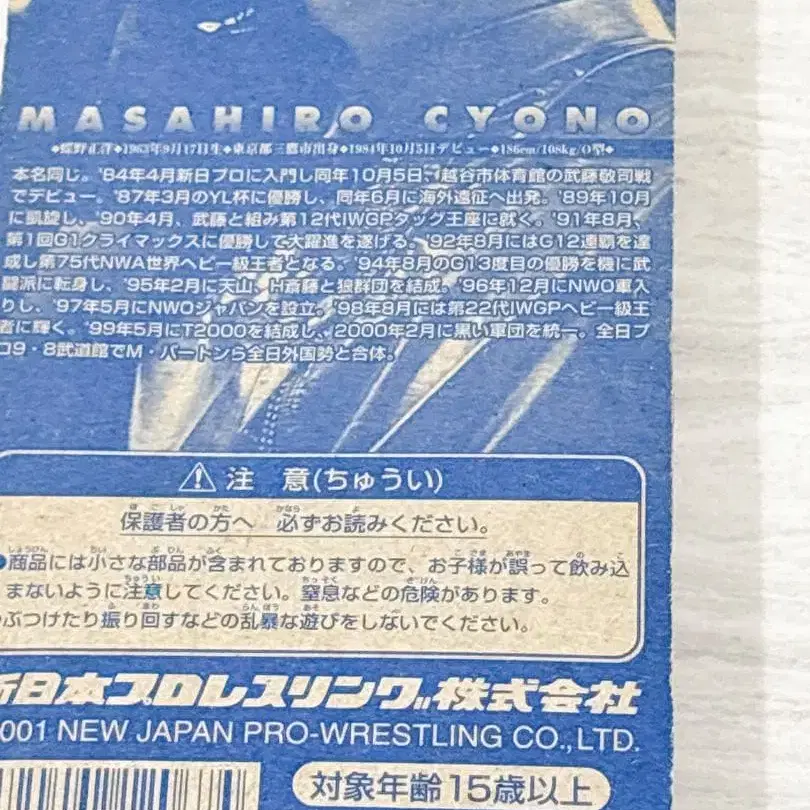 MASAHIRO CYONO
◆蝶野正洋◆1963年9月17日生◆東京都三鷹市出身◆1984年10月5日デビュー◆186cm/108kg/O型◆
本名同じ。'84年4月新日プロに入門し同年10月5日、越谷市体育館の武藤敬司戦
でデビュー。'87年3月のYL杯に優勝し、同年6月に海外遠征へ出発。'89年10月
に凱旋し、'90年4月、武藤と組み第12代IWGPタッグ王座に就く。'91年8月、
第1回G1クライマックスに優勝して大躍進を遂げる。'92年8月にはG12連覇を達
成し第75代NWA世界ヘビー級王者となる。'94年8月のG13度目の優勝を機に武
闘派に転身し、'95年2月に天山、H斎藤と狼群団を結成。'96年12月にNWO軍入
りし、'97年5月にNWOジャパンを設立。'98年8月には第22代IWGPヘビー級王
者に輝く。'99年5月にT2000を結成し、2000年2月に黒い軍団を統一。全日プ
ロ9・8武道館でM・バートンら全日外国勢と合体。
注 意(ちゅうい)
保護者の方へ 必ずお読みください。
●商品には小さな部品が含まれておりますので、お子様が誤って飲み込
まないように注意してください。窒息などの危険があります。
ぶつけたり振り回すなどの乱暴な遊びをしないでください。
新日本プロレスリング株式会社
001 NEW JAPAN PRO-WRESTLING CO.,LTD.
対象年齢15歳以上